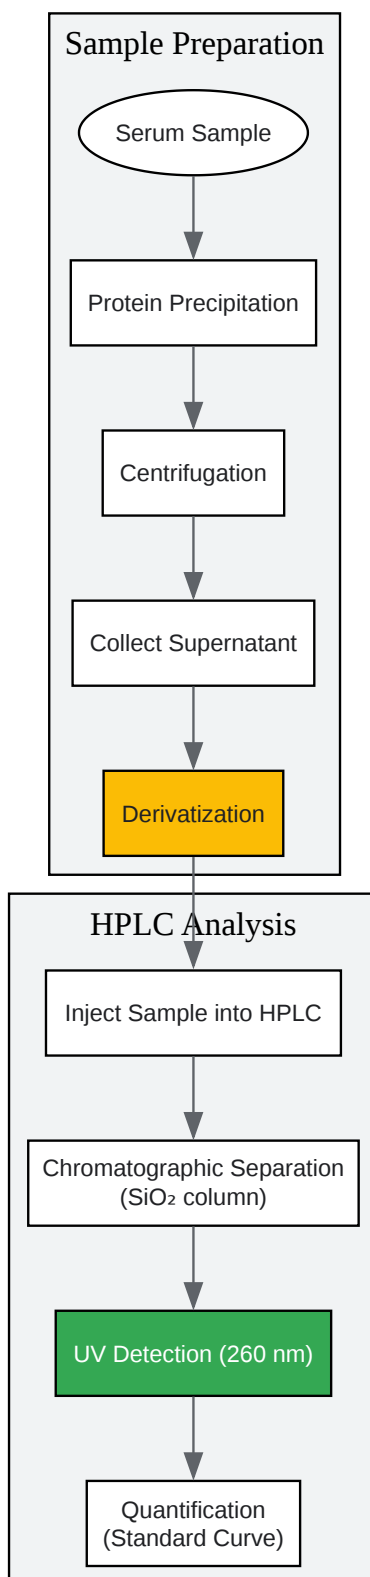 Sample Preparation
Serum Sample
Protein Precipitation
Centrifugation
Collect Supernatant
Derivatization
HPLC Analysis
Inject Sample into HPLC
Chromatographic Separation
(SiO₂ column)
UV Detection (260 nm)
Quantification
(Standard Curve)